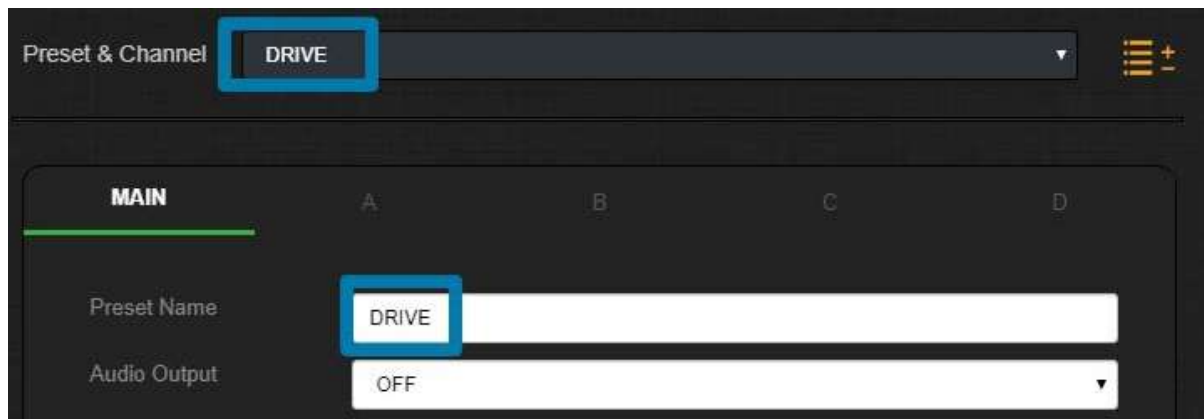 Preset & Channel DRIVE
MAIN A B C D
Preset Name DRIVE
Audio Output OFF